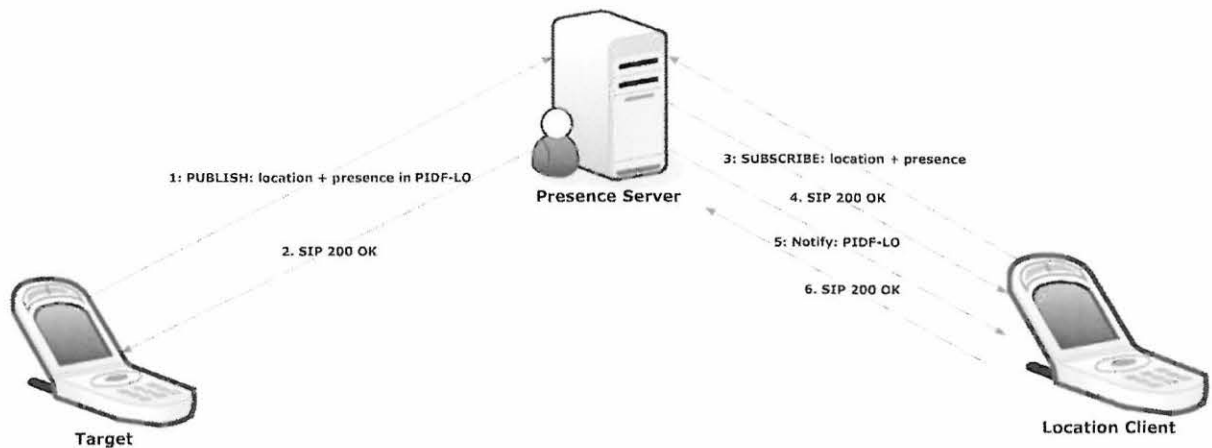 1: PUBLISH: location + presence in PIDF-LO
2. SIP 200 OK
Presence Server
3: SUBSCRIBE: location + presence
4. SIP 200 OK
5: Notify: PIDF-LO
6. SIP 200 OK
Target
Location Client